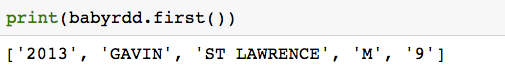 print(babyrdd.first())
['2013', 'GAVIN', 'ST LAWRENCE', 'M', '9']